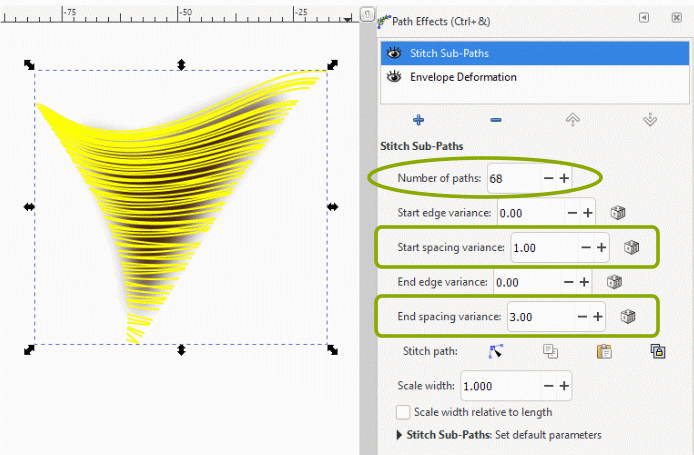 -75 -50 -25
Path Effects (Ctrl+&)
Stitch Sub-Paths
Envelope Deformation
Stitch Sub-Paths
Number of paths: 68
Start edge variance: 0.00
Start spacing variance: 1.00
End edge variance: 0.00
End spacing variance: 3.00
Stitch path:
Scale width: 1.000
Scale width relative to length
Stitch Sub-Paths: Set default parameters